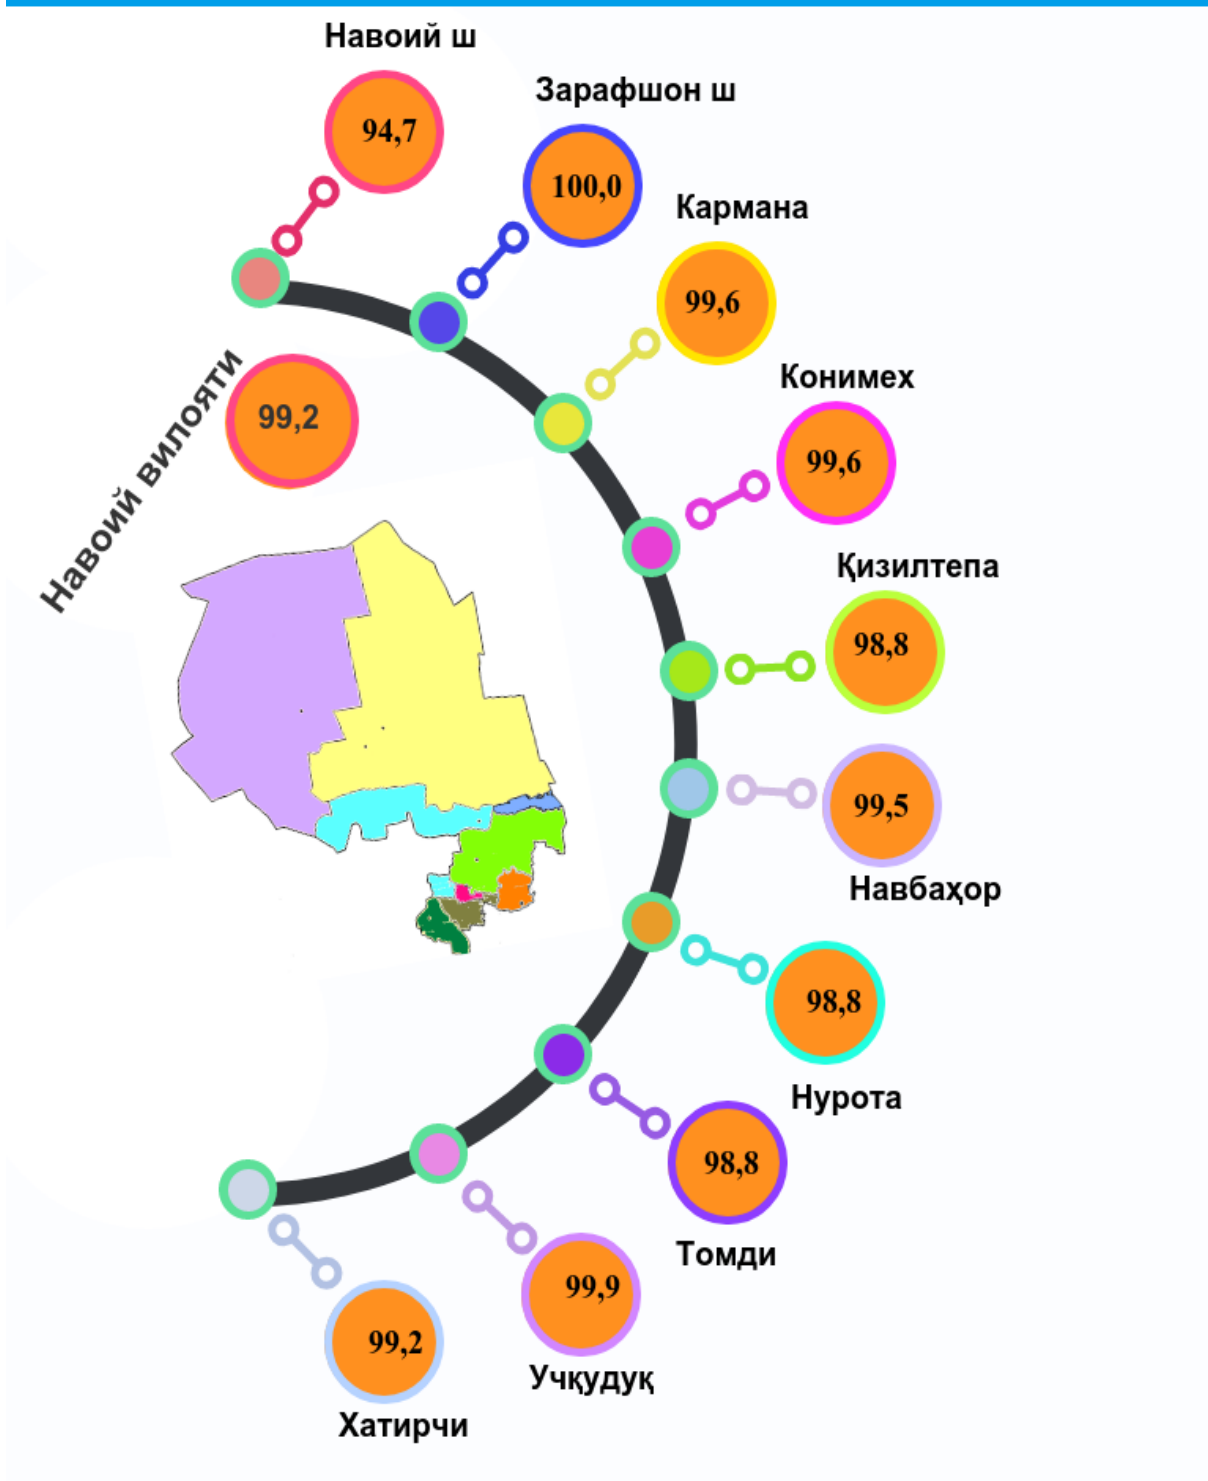 Навоий ш
94,7
Зарафшон ш
100,0
Кармана
99,6
Конимех
99,6
Навоий вилояти
99,2
Қизилтепа
98,8
99,5
Навбаҳор
98,8
Нурота
98,8
Томди
99,9
Учқудуқ
99,2
Хатирчи